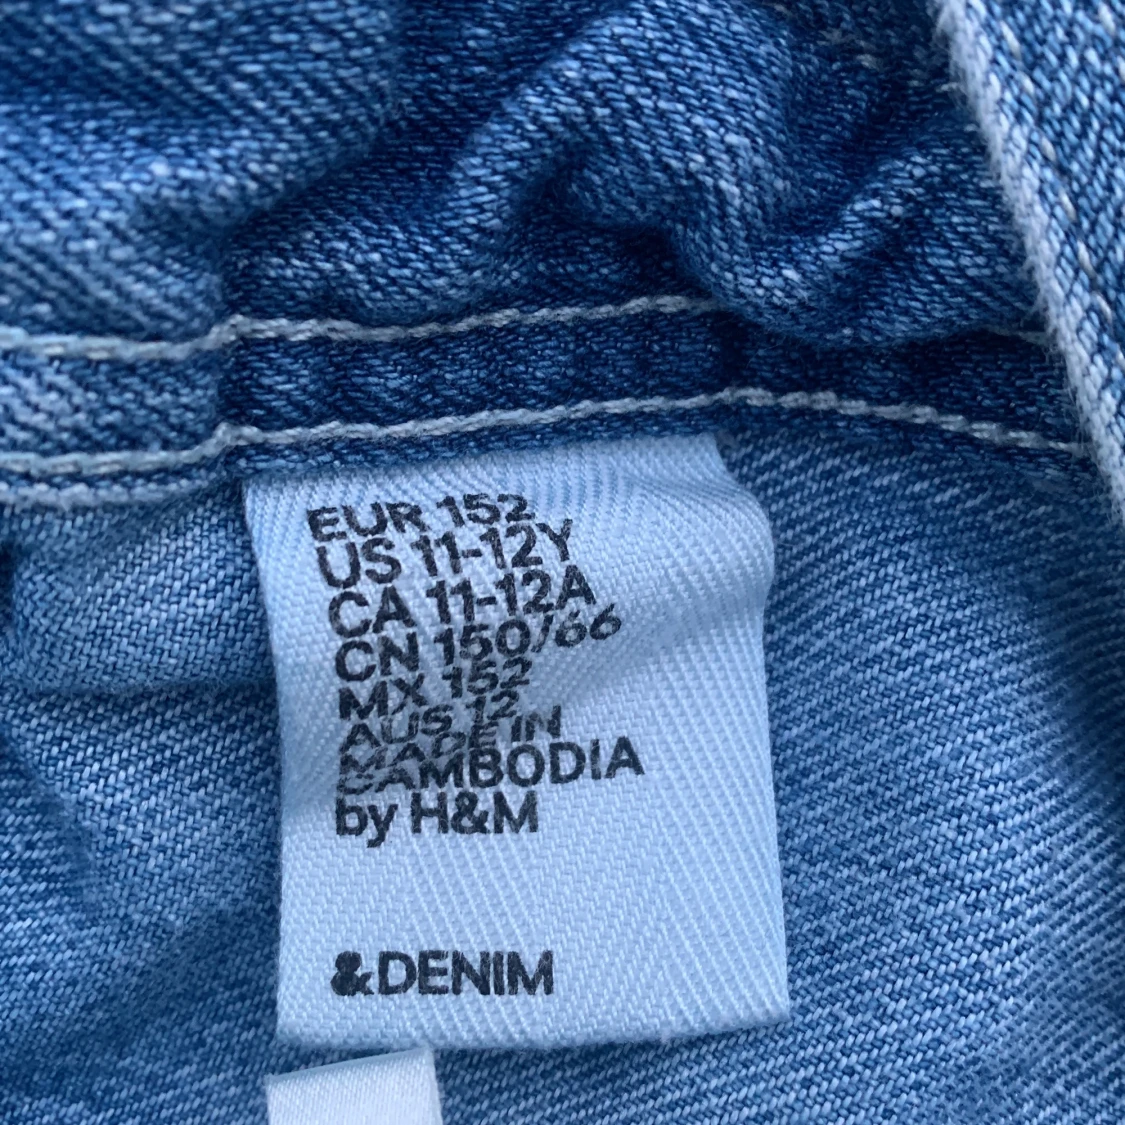 EUR 152
US 11-12Y
CA 11-12A
CN 150/66
MX 152
AUS 12
MADE IN
CAMBODIA
by H&M
&DENIM